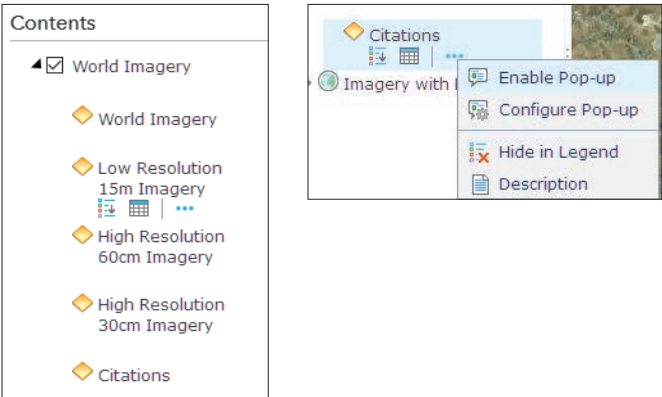 Contents
World Imagery
World Imagery
Low Resolution
15m Imagery
High Resolution
60cm Imagery
High Resolution
30cm Imagery
Citations
Citations
Imagery with
Enable Pop-up
Configure Pop-up
Hide in Legend
Description